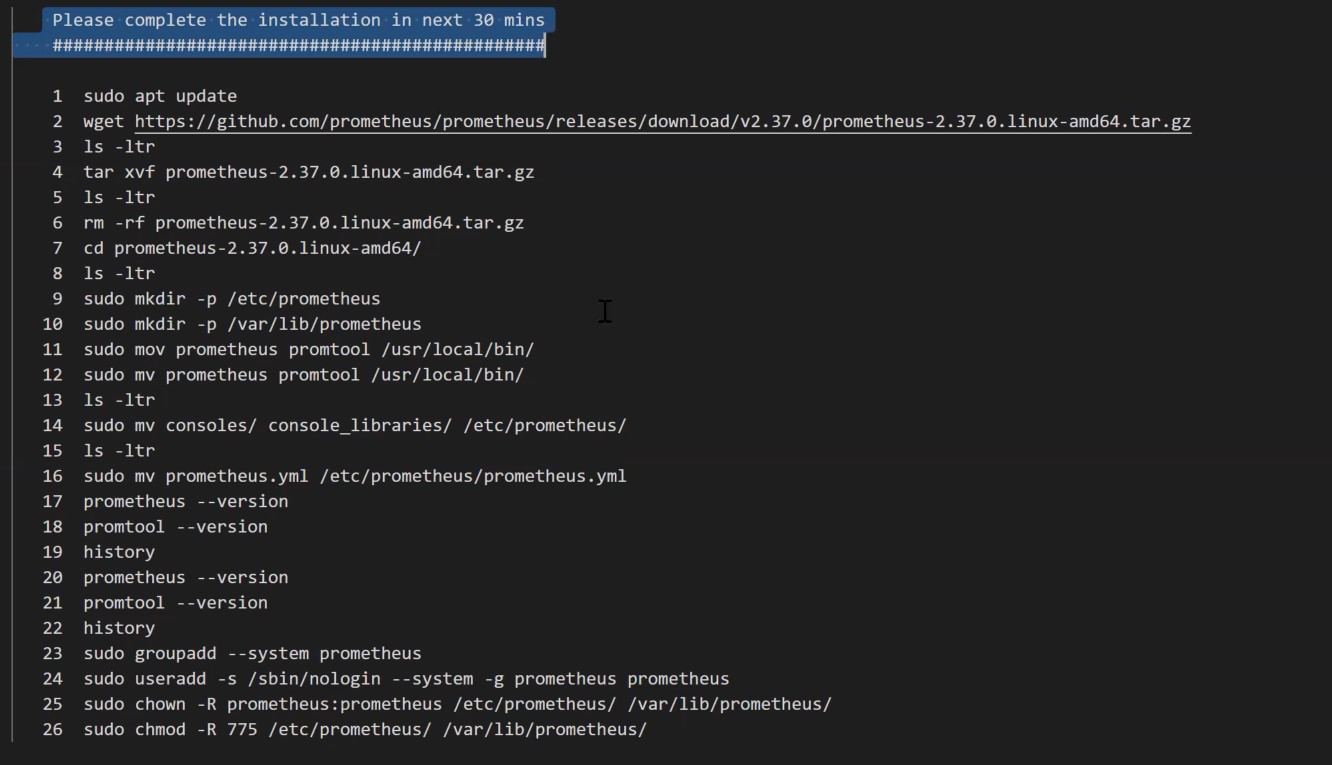 Please complete the installation in next 30 mins
################################################
1 sudo apt update
2 wget https://github.com/prometheus/prometheus/releases/download/v2.37.0/prometheus-2.37.0.linux-amd64.tar.gz
3 ls -ltr
4 tar xvf prometheus-2.37.0.linux-amd64.tar.gz
5 ls -ltr
6 rm -rf prometheus-2.37.0.linux-amd64.tar.gz
7 cd prometheus-2.37.0.linux-amd64/
8 ls -ltr
9 sudo mkdir -p /etc/prometheus
10 sudo mkdir -p /var/lib/prometheus
11 sudo mov prometheus promtool /usr/local/bin/
12 sudo mv prometheus promtool /usr/local/bin/
13 ls -ltr
14 sudo mv consoles/ console_libraries/ /etc/prometheus/
15 ls -ltr
16 sudo mv prometheus.yml /etc/prometheus/prometheus.yml
17 prometheus --version
18 promtool --version
19 history
20 prometheus --version
21 promtool --version
22 history
23 sudo groupadd --system prometheus
24 sudo useradd -s /sbin/nologin --system -g prometheus prometheus
25 sudo chown -R prometheus:prometheus /etc/prometheus/ /var/lib/prometheus/
26 sudo chmod -R 775 /etc/prometheus/ /var/lib/prometheus/